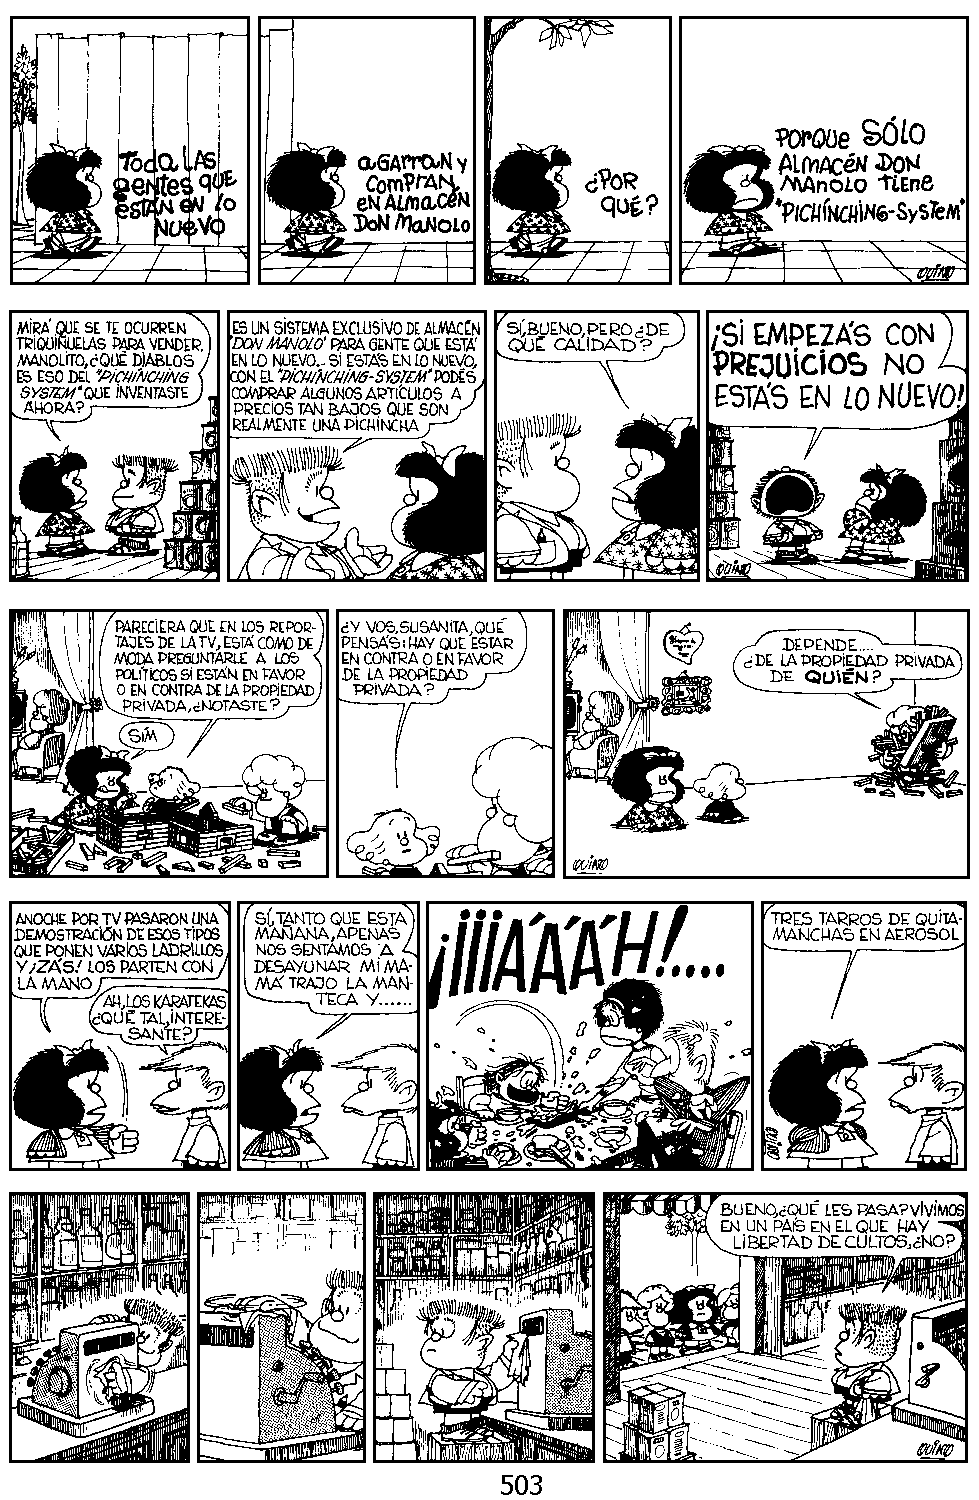 Toda LAS
gentes que
están en lo
nuevo
agarran y
compran
en Almacén
Don Manolo
¿POR
QUÉ?
Porque SÓLO
Almacén Don
Manolo tiene
"PICHÍNCHING-SySTeM"
QUINO
MIRÁ QUE SE TE OCURREN
TRIQUIÑUELAS PARA VENDER,
MANOLITO, ¿QUÉ DIABLOS
ES ESO DEL "PICHÍNCHING
SYSTEM" QUE INVENTASTE
AHORA?
ES UN SISTEMA EXCLUSIVO DE ALMACÉN
'DON MANOLO' PARA GENTE QUE ESTÁ
EN LO NUEVO.. SI ESTÁS EN LO NUEVO,
CON EL "PICHÍNCHING-SYSTEM" PODÉS
COMPRAR ALGUNOS ARTÍCULOS A
PRECIOS TAN BAJOS QUE SON
REALMENTE UNA PICHINCHA
SÍ, BUENO, PERO ¿DE
QUÉ CALIDAD?
¡SI EMPEZÁS CON
PREJUICIOS NO
ESTÁS EN LO NUEVO!
QUINO
PARECIERA QUE EN LOS REPOR-
TAJES DE LA TV, ESTÁ COMO DE
MODA PREGUNTARLE A LOS
POLÍTICOS SI ESTÁN EN FAVOR
O EN CONTRA DE LA PROPIEDAD
PRIVADA, ¿NOTASTE?
SÍM
¿Y VOS, SUSANITA, QUÉ
PENSÁS; HAY QUE ESTAR
EN CONTRA O EN FAVOR
DE LA PROPIEDAD
PRIVADA?
DEPENDE....
¿DE LA PROPIEDAD PRIVADA
DE QUIÉN?
QUINO
ANOCHE POR TV PASARON UNA
DEMOSTRACIÓN DE ESOS TIPOS
QUE PONEN VARIOS LADRILLOS
Y ¡ZÁS! LOS PARTEN CON
LA MANO
AH, LOS KARATEKAS
¿QUÉ TAL, INTERE-
SANTE?
SÍ, TANTO QUE ESTA
MAÑANA, APENAS
NOS SENTAMOS A
DESAYUNAR MI MA-
MÁ TRAJO LA MAN-
TECA Y......
¡IIIIÁÁÁÁH!....
TRES TARROS DE QUITA-
MANCHAS EN AEROSOL
QUINO
BUENO, ¿QUÉ LES PASA? VIVIMOS
EN UN PAÍS EN EL QUE HAY
LIBERTAD DE CULTOS, ¿NO?
QUINO
503